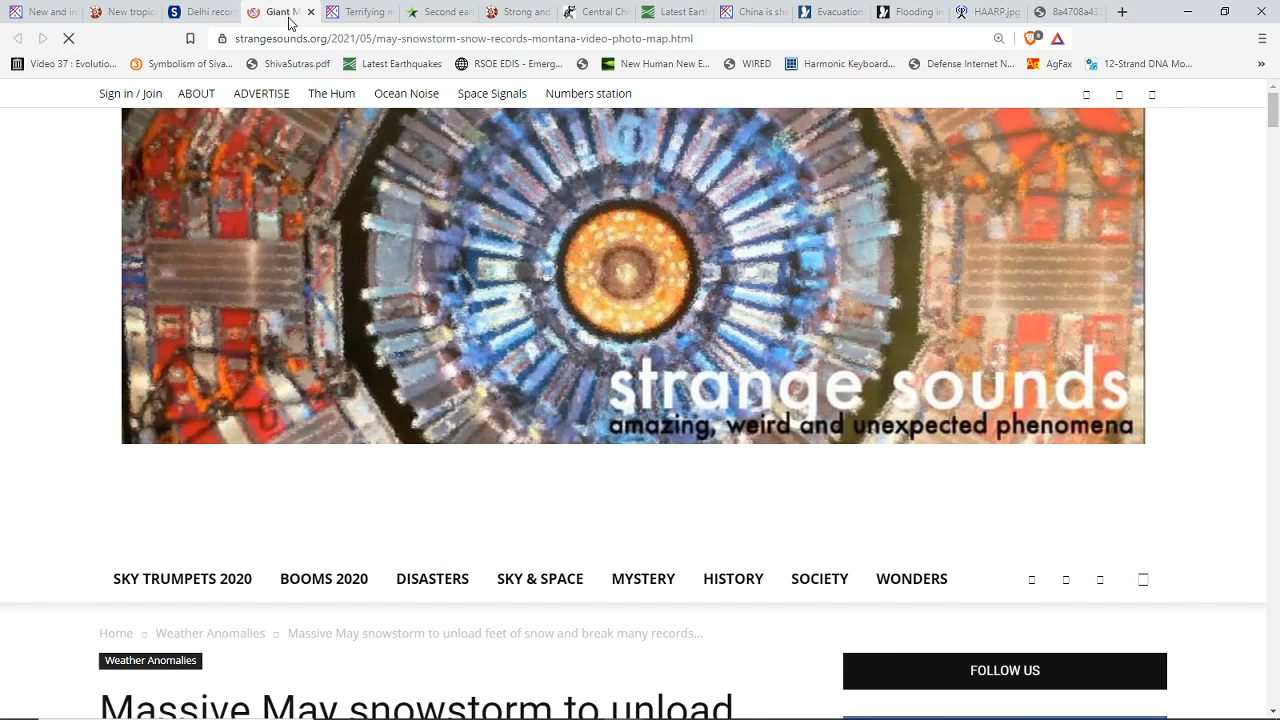 New and in
New tropic
Delhi recor
Giant M
Terrifying m
Second eart
Strong and
Central Chi
Latest Earth
China is sha
Evacuations
Flooding in
HAARP.jpg
8a4708a43
strangesounds.org/2021/05/may-snowstorm-snow-records-montana-video-photo-map.html
8
Video 37 : Evolutio...
Symbolism of Siva...
ShivaSutras.pdf
Latest Earthquakes
RSOE EDIS - Emerg...
New Human New E...
WIRED
Harmonic Keyboard...
Defense Internet N...
AgFax
12-Strand DNA Mo...
»
Sign in / Join ABOUT ADVERTISE The Hum Ocean Noise Space Signals Numbers station
strange sounds
amazing, weird and unexpected phenomena
SKY TRUMPETS 2020 BOOMS 2020 DISASTERS SKY & SPACE MYSTERY HISTORY SOCIETY WONDERS
Home Weather Anomalies Massive May snowstorm to unload feet of snow and break many records...
Weather Anomalies
FOLLOW US
Massive May snowstorm to unload